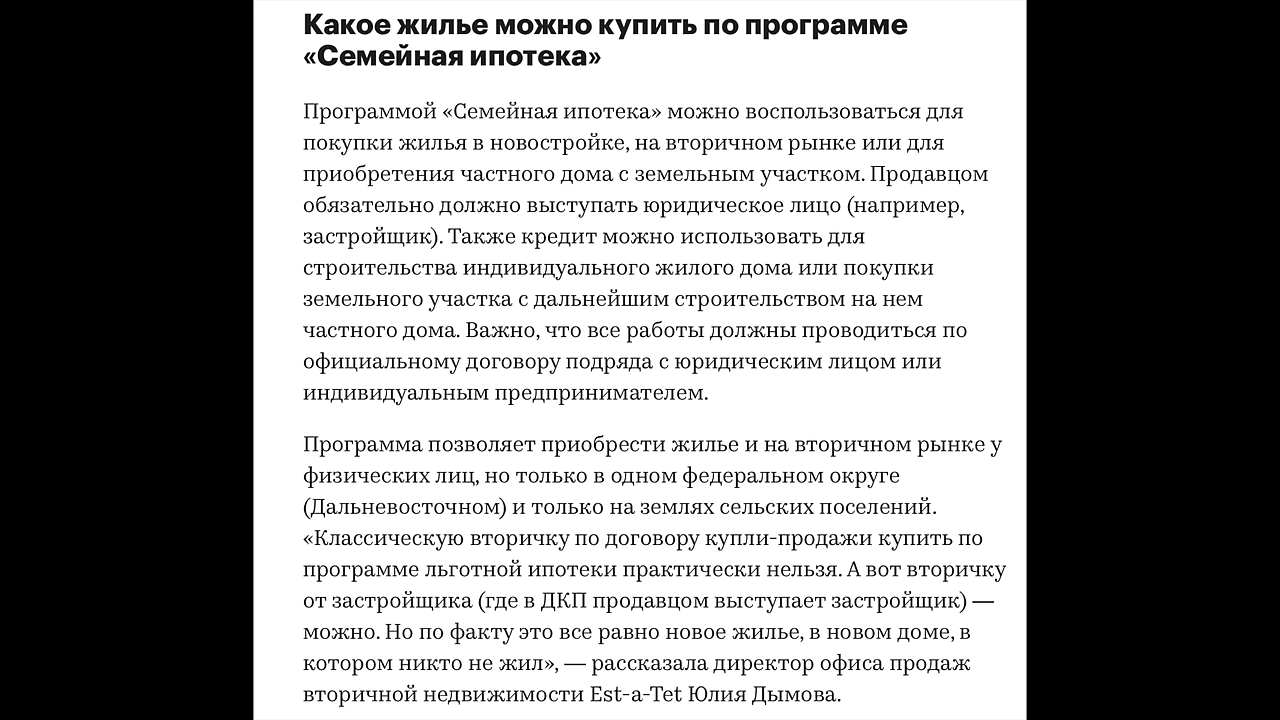 Какое жилье можно купить по программе
«Семейная ипотека»
Программой «Семейная ипотека» можно воспользоваться для
покупки жилья в новостройке, на вторичном рынке или для
приобретения частного дома с земельным участком. Продавцом
обязательно должно выступать юридическое лицо (например,
застройщик). Также кредит можно использовать для
строительства индивидуального жилого дома или покупки
земельного участка с дальнейшим строительством на нем
частного дома. Важно, что все работы должны проводиться по
официальному договору подряда с юридическим лицом или
индивидуальным предпринимателем.
Программа позволяет приобрести жилье и на вторичном рынке у
физических лиц, но только в одном федеральном округе
(Дальневосточном) и только на землях сельских поселений.
«Классическую вторичку по договору купли-продажи купить по
программе льготной ипотеки практически нельзя. А вот вторичку
от застройщика (где в ДКП продавцом выступает застройщик) —
можно. Но по факту это все равно новое жилье, в новом доме, в
котором никто не жил», — рассказала директор офиса продаж
вторичной недвижимости Est-a-Tet Юлия Дымова.